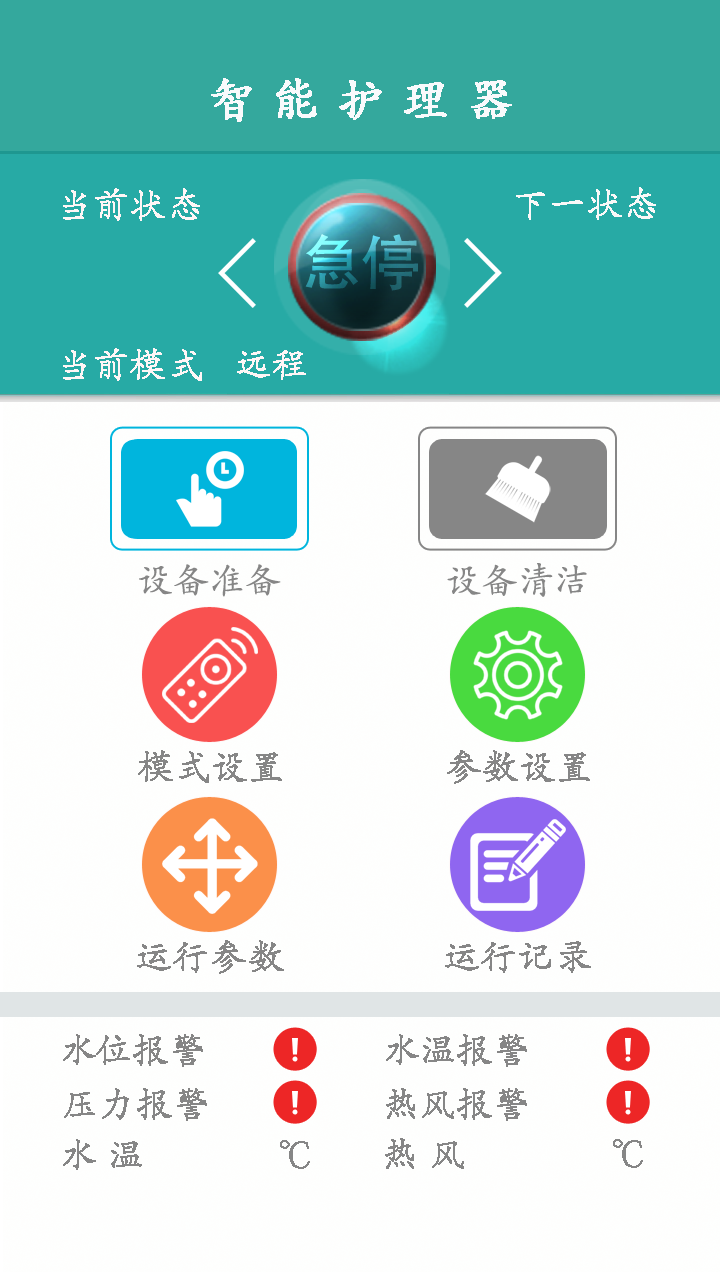 智能护理器
当前状态 下一状态
急停
当前模式 远程
设备准备 设备清洁
模式设置 参数设置
运行参数 运行记录
水位报警 ! 水温报警 !
压力报警 ! 热风报警 !
水温 ℃ 热风 ℃